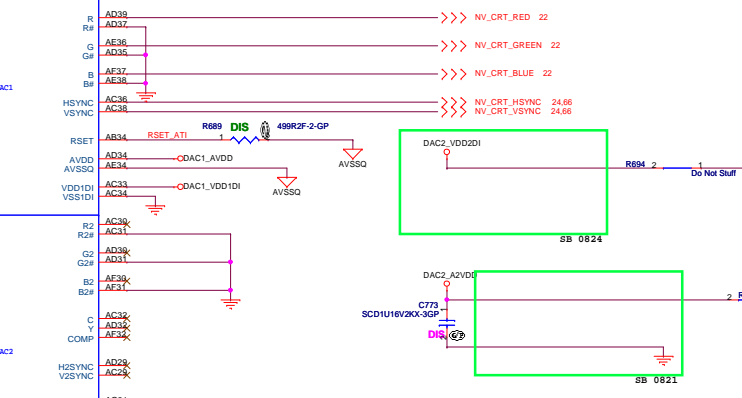 R AD39 NV_CRT_RED 22
R# AD37
G AE36 NV_CRT_GREEN 22
G# AD35
B AF37 NV_CRT_BLUE 22
B# AE38
AC1
HSYNC AC36 NV_CRT_HSYNC 24,66
VSYNC AC38 NV_CRT_VSYNC 24,66
RSET AB34 RSET_ATI R689 1 DIS 499R2F-2-GP
AVDD AD34 DAC1_AVDD
AVSSQ AE34
AVSSQ
AVSSQ
VDD1DI AC33 DAC1_VDD1DI
VSS1DI AC34
DAC2_VDD2DI
R694 2 1
Do Not Stuff
SB 0824
R2 AC30
R2# AC31
G2 AD30
G2# AD31
B2 AF30
B2# AF31
C AC32
Y AD32
COMP AF32
AC2
H2SYNC AD29
V2SYNC AC29
DAC2_A2VDD
2
C773
SCD1U16V2KX-3GP
1
DIS
SB 0821